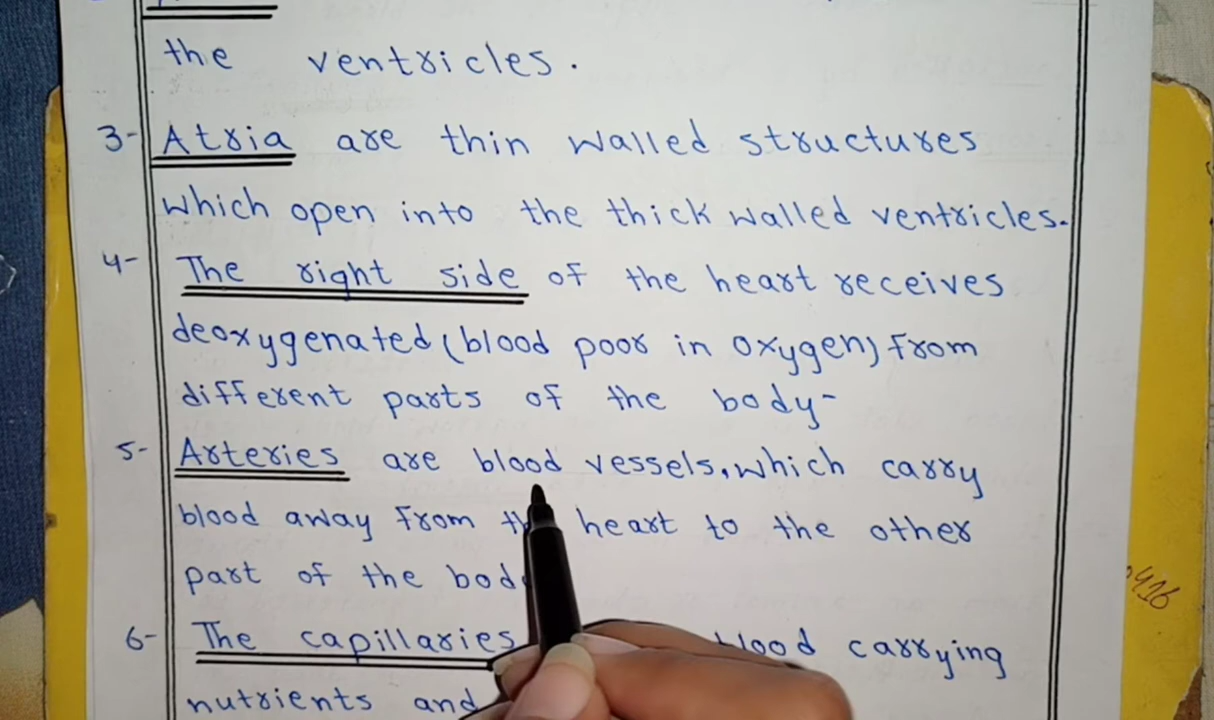 the ventricles.
3- Atria are thin walled structures
which open into the thick walled ventricles.
4- The right side of the heart receives
deoxygenated (blood poor in oxygen) from
different parts of the body-
5- Arteries are blood vessels, which carry
blood away from the heart to the other
part of the body
6- The capillaries blood carrying
nutrients and